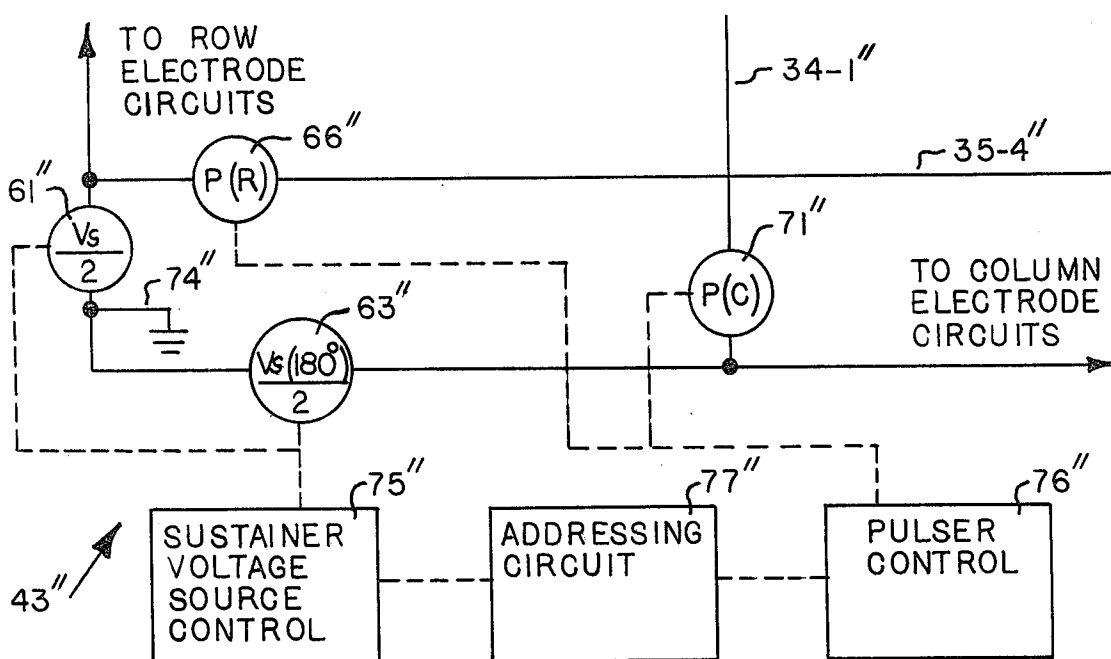 TO ROW
ELECTRODE
CIRCUITS
34-1"
66"
35-4"
61"
P(R)
71"
Vs
2
74"
63"
P(C)
TO COLUMN
ELECTRODE
CIRCUITS
Vs(180°)
2
75"
77"
76"
43"
SUSTAINER
VOLTAGE
SOURCE
CONTROL
ADDRESSING
CIRCUIT
PULSER
CONTROL